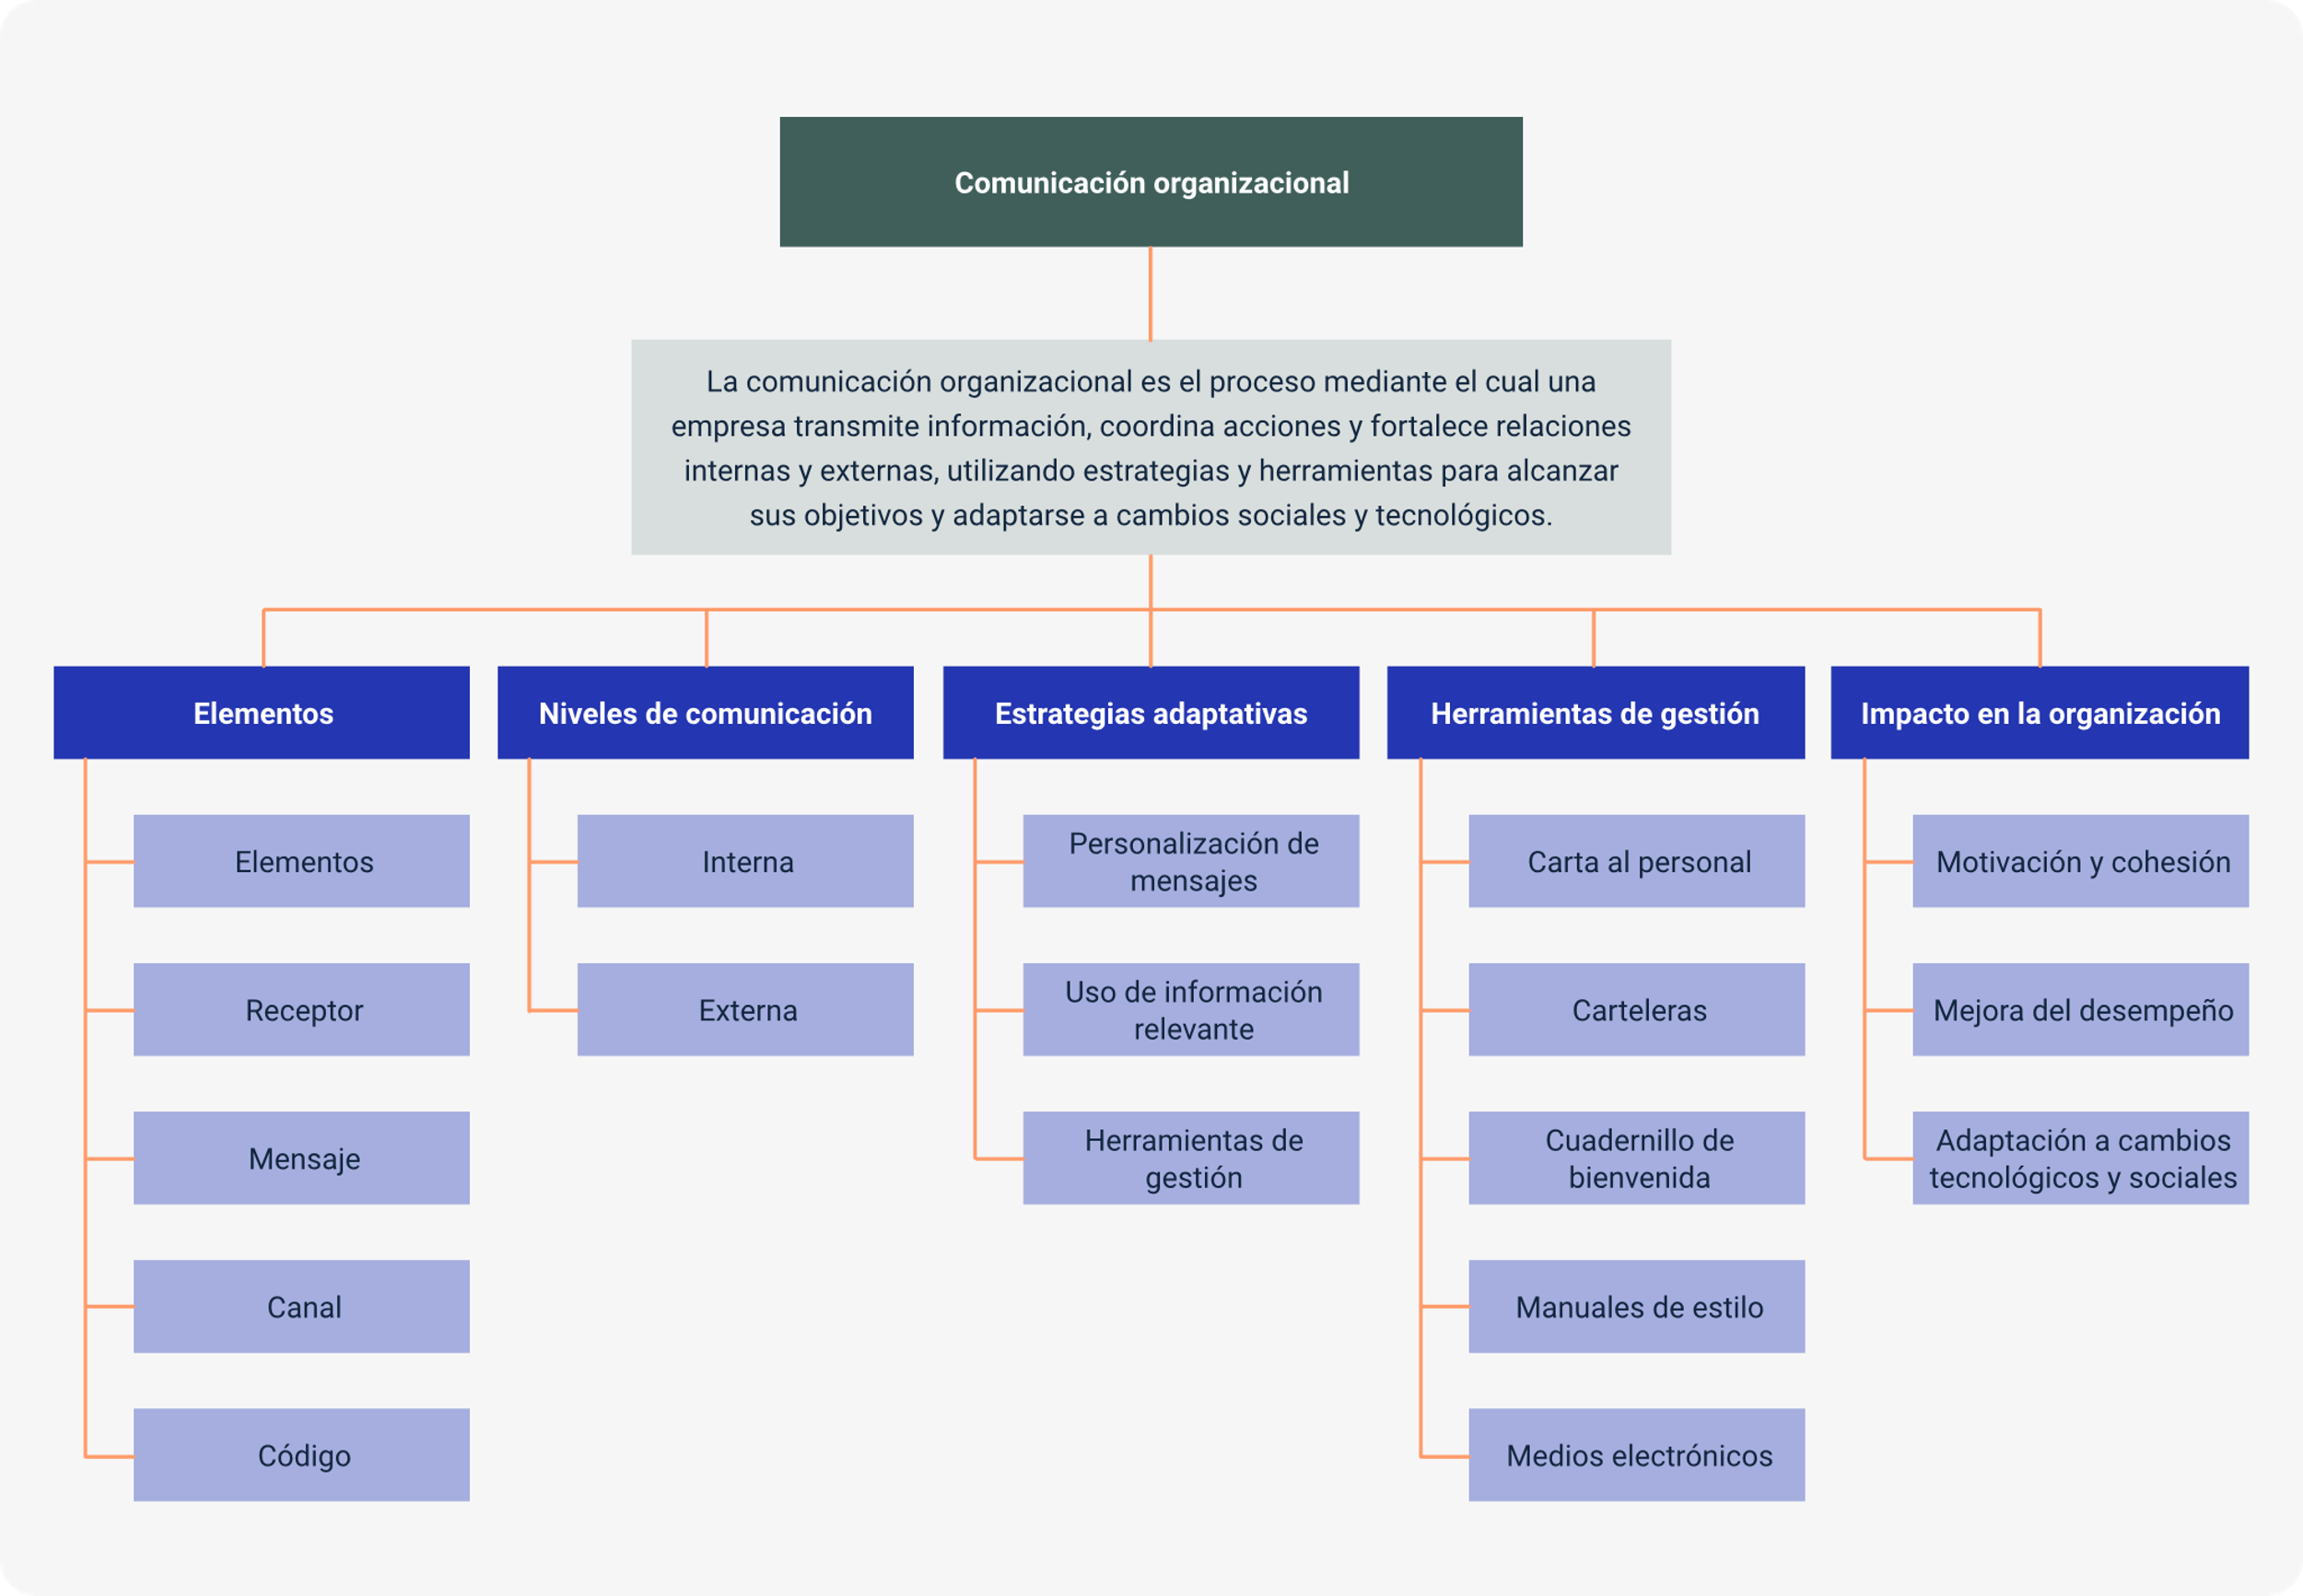 Comunicación organizacional
La comunicación organizacional es el proceso mediante el cual una
empresa transmite información, coordina acciones y fortalece relaciones
internas y externas, utilizando estrategias y herramientas para alcanzar
sus objetivos y adaptarse a cambios sociales y tecnológicos.
Elementos
Elementos
Receptor
Mensaje
Canal
Código
Niveles de comunicación
Interna
Externa
Estrategias adaptativas
Personalización de
mensajes
Uso de información
relevante
Herramientas de
gestión
Herramientas de gestión
Carta al personal
Carteleras
Cuadernillo de
bienvenida
Manuales de estilo
Medios electrónicos
Impacto en la organización
Motivación y cohesión
Mejora del desempeño
Adaptación a cambios
tecnológicos y sociales